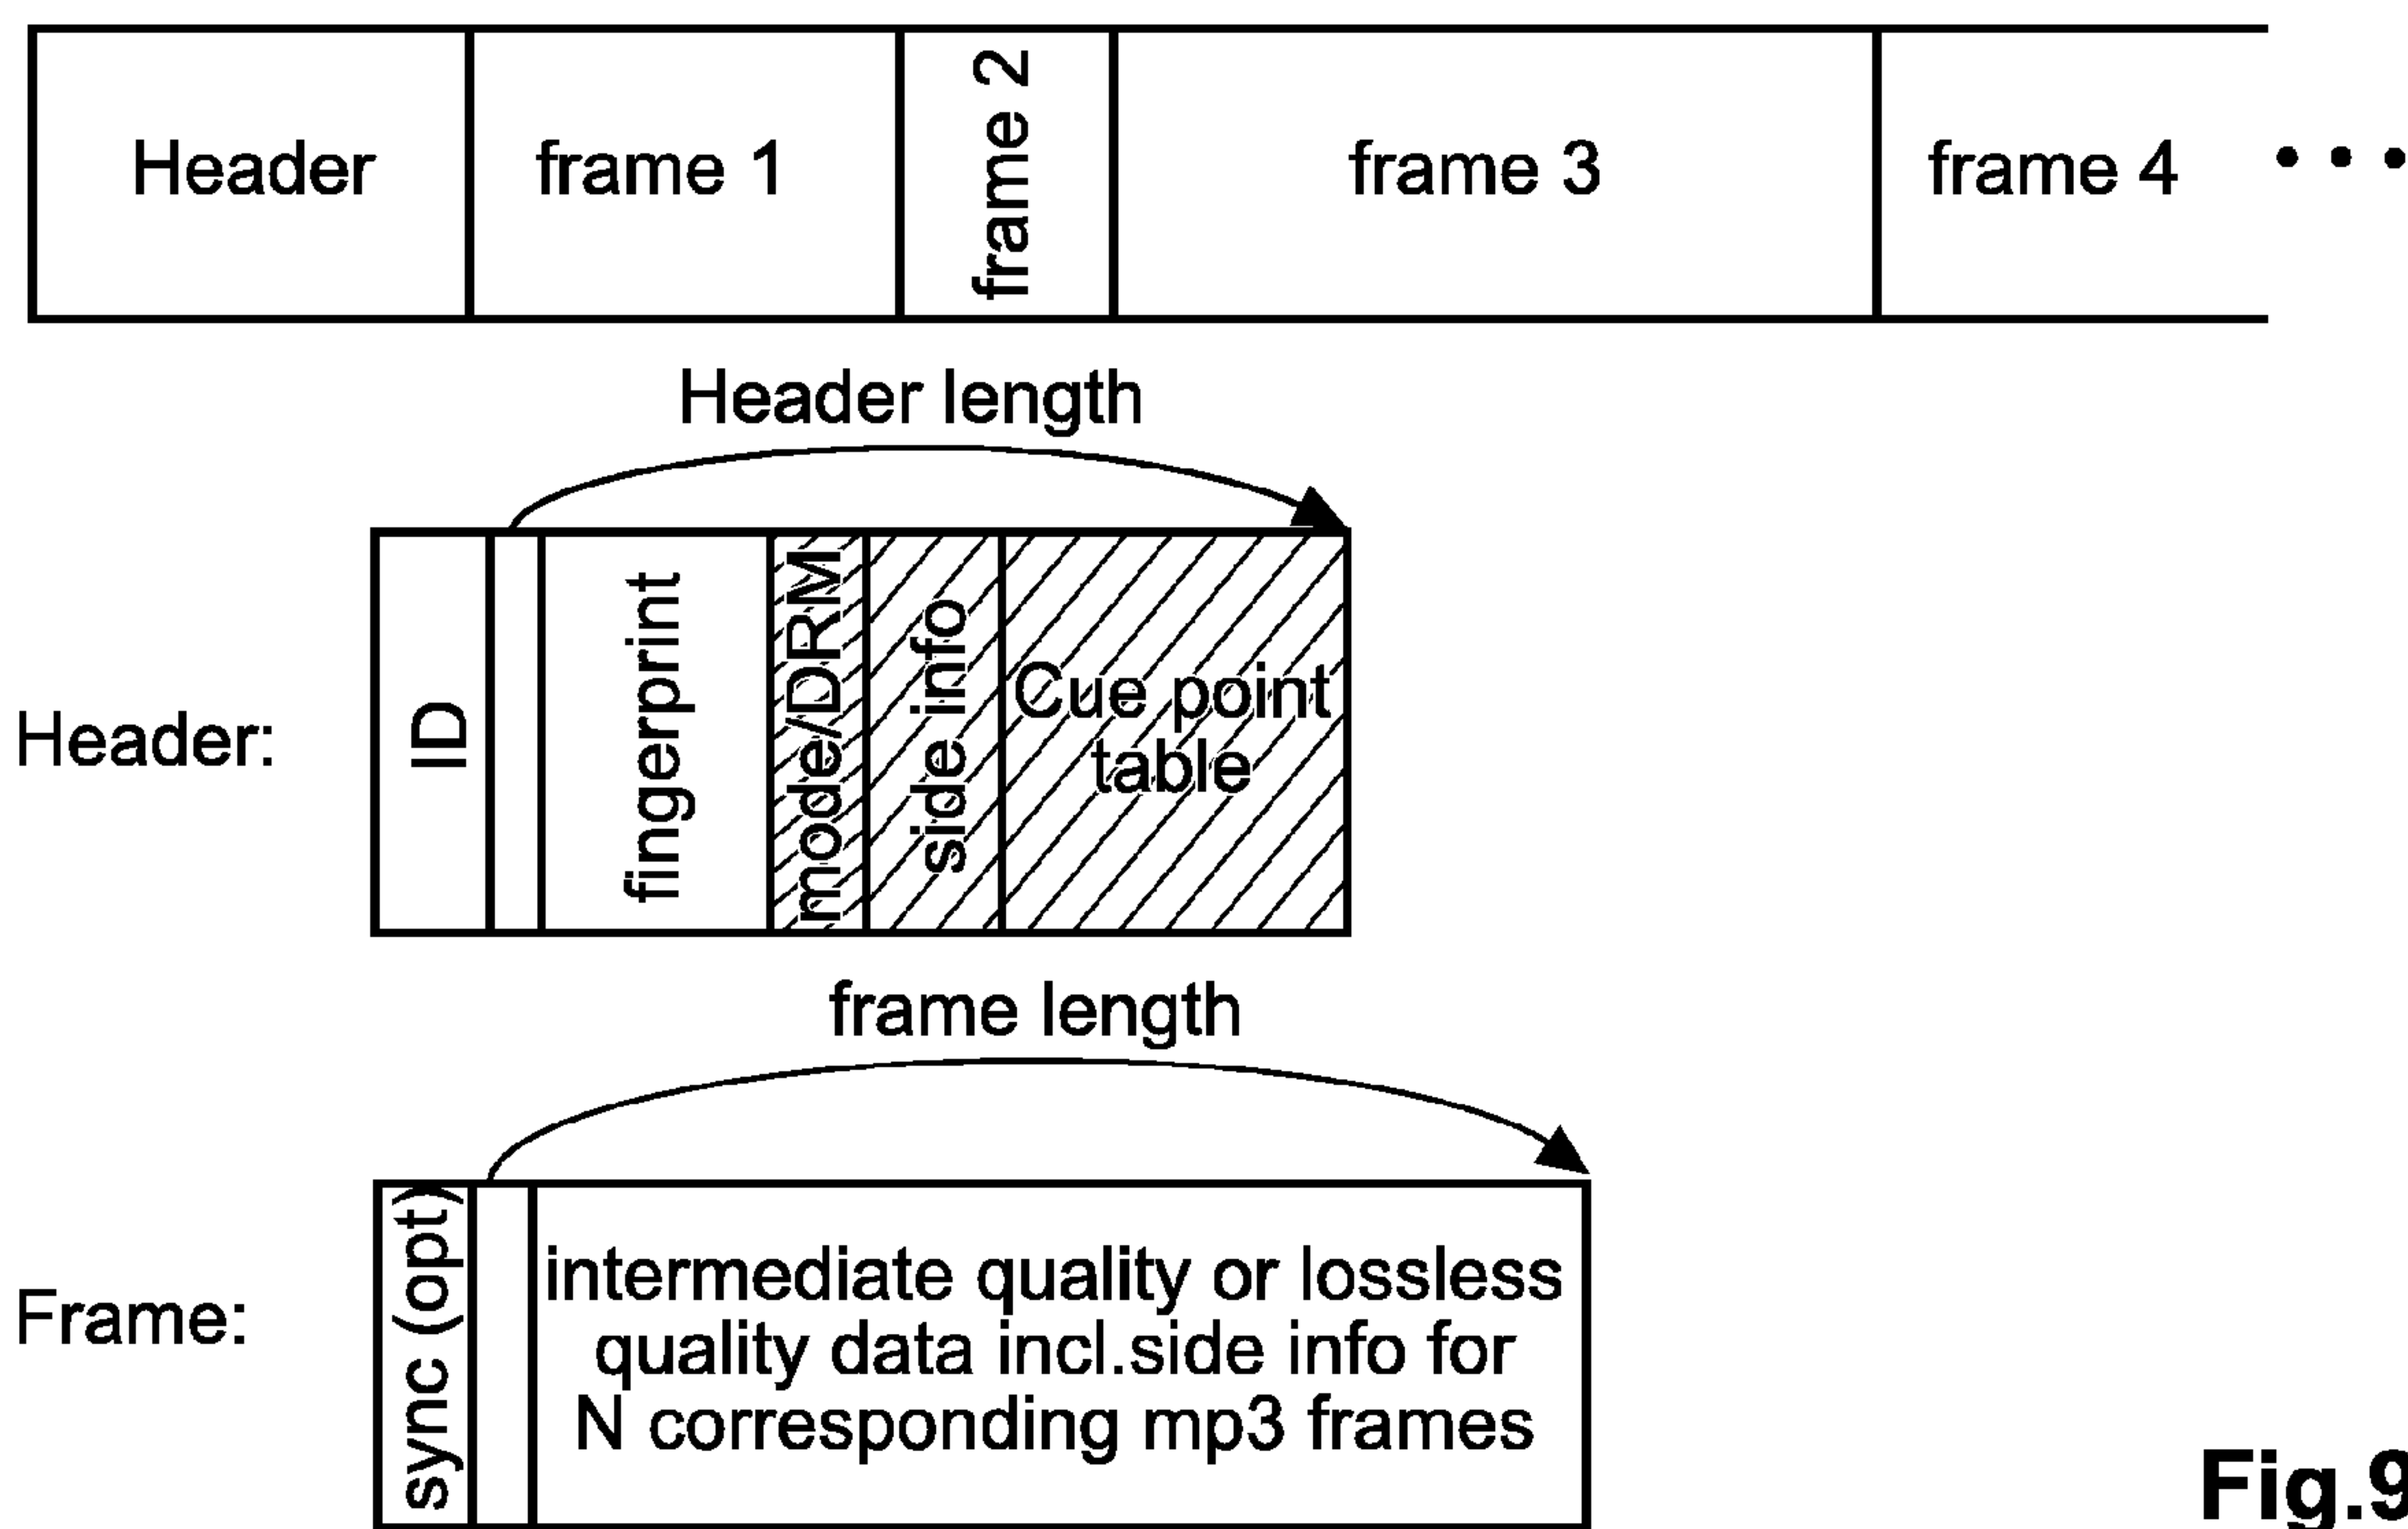 Header frame 1 frame 2 frame 3 frame 4 •••
Header length
Header:
ID
fingerprint
mode/DRM
side info
Cue point
table
frame length
Frame:
sync (opt)
intermediate quality or lossless
quality data incl.side info for
N corresponding mp3 frames
Fig.9